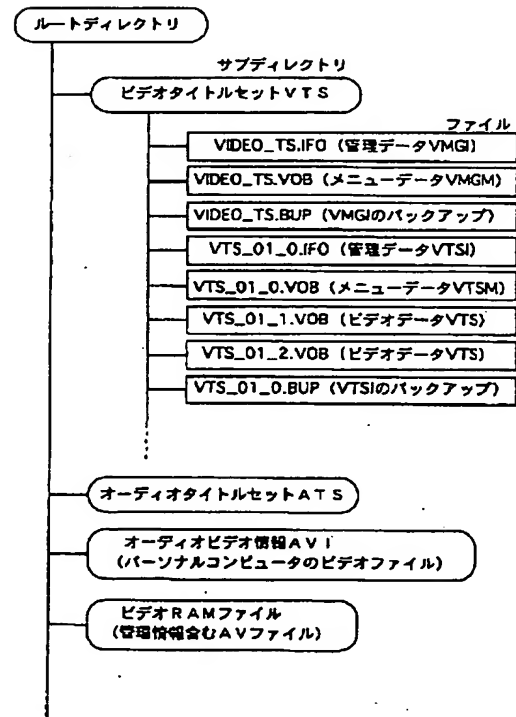 ルートディレクトリ
サブディレクトリ
ビデオタイトルセットVTS
ファイル
VIDEO_TS.IFO (管理データVMGI)
VIDEO_TS.VOB (メニューデータVMGM)
VIDEO_TS.BUP (VMGIのバックアップ)
VTS_01_0.IFO (管理データVTSI)
VTS_01_0.VOB (メニューデータVTSM)
VTS_01_1.VOB (ビデオデータVTS)
VTS_01_2.VOB (ビデオデータVTS)
VTS_01_0.BUP (VTSIのバックアップ)
オーディオタイトルセットATS
オーディオビデオ情報AVI
(パーソナルコンピュータのビデオファイル)
ビデオRAMファイル
(管理情報含むAVファイル)